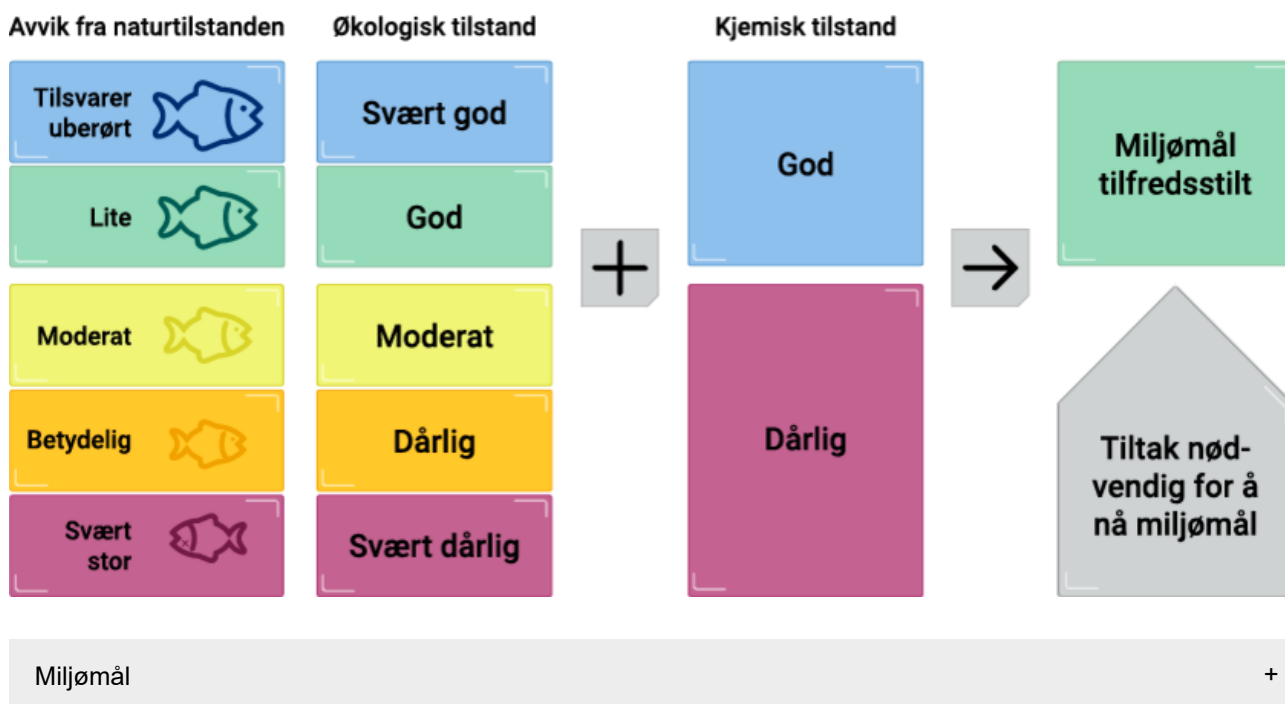 Avvik fra naturtilstanden
Økologisk tilstand
Kjemisk tilstand
Tilsvarer
uberørt
Svært god
God
Miljømål
tilfredsstilt
Lite
God
Moderat
Moderat
Dårlig
Betydelig
Dårlig
Tiltak nød-
vendig for å
nå miljømål
Svært
stor
Svært dårlig
Miljømål
+